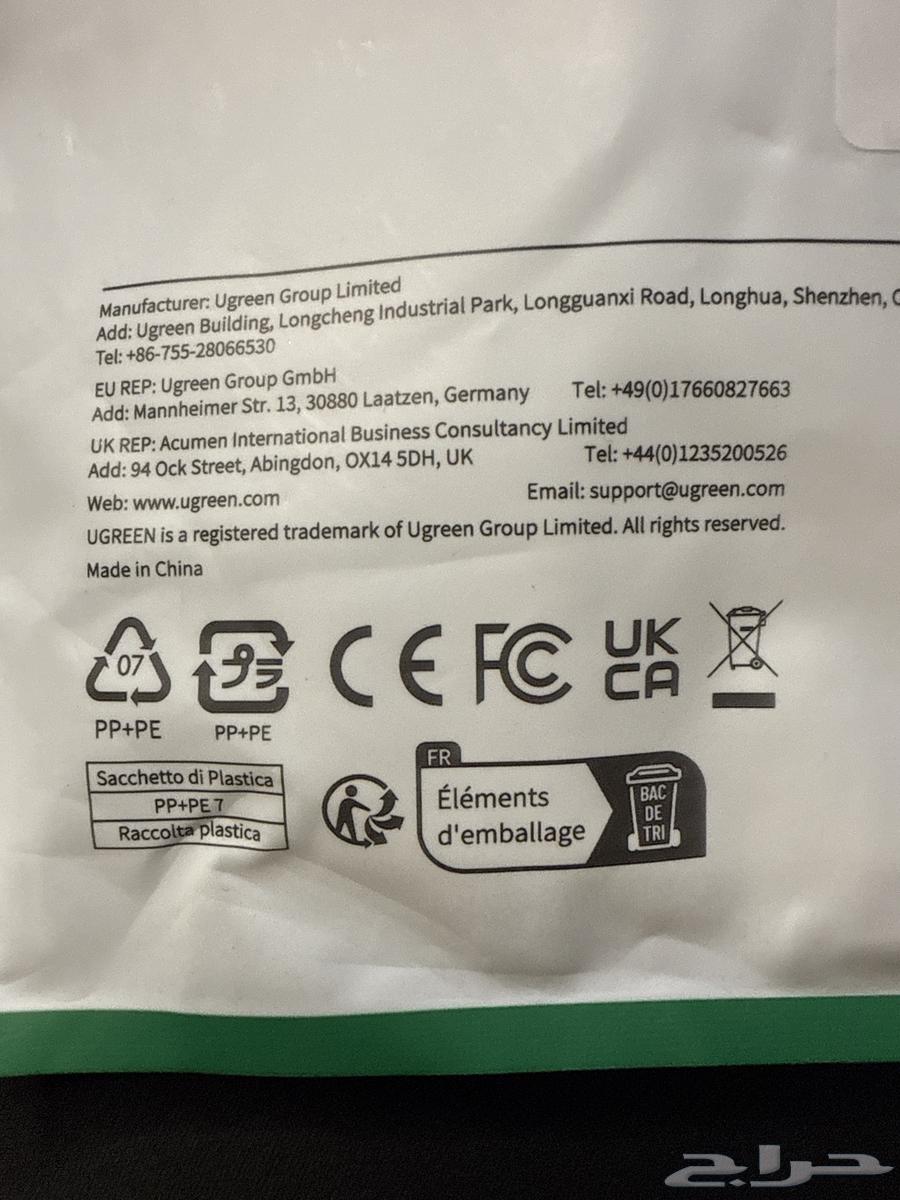 Manufacturer: Ugreen Group Limited
Add: Ugreen Building, Longcheng Industrial Park, Longguanxi Road, Longhua, Shenzhen,
Tel: +86-755-28066530
EU REP: Ugreen Group GmbH
Add: Mannheimer Str. 13, 30880 Laatzen, Germany Tel: +49(0)17660827663
UK REP: Acumen International Business Consultancy Limited
Add: 94 Ock Street, Abingdon, OX14 5DH, UK Tel: +44(0)1235200526
Web: www.ugreen.com Email: support@ugreen.com
UGREEN is a registered trademark of Ugreen Group Limited. All rights reserved.
Made in China
07 プラ CE FC UK
CA
PP+PE PP+PE
Sacchetto di Plastica
PP+PE 7
Raccolta plastica
FR
Éléments
d'emballage
BAC
DE
TRI
حراج